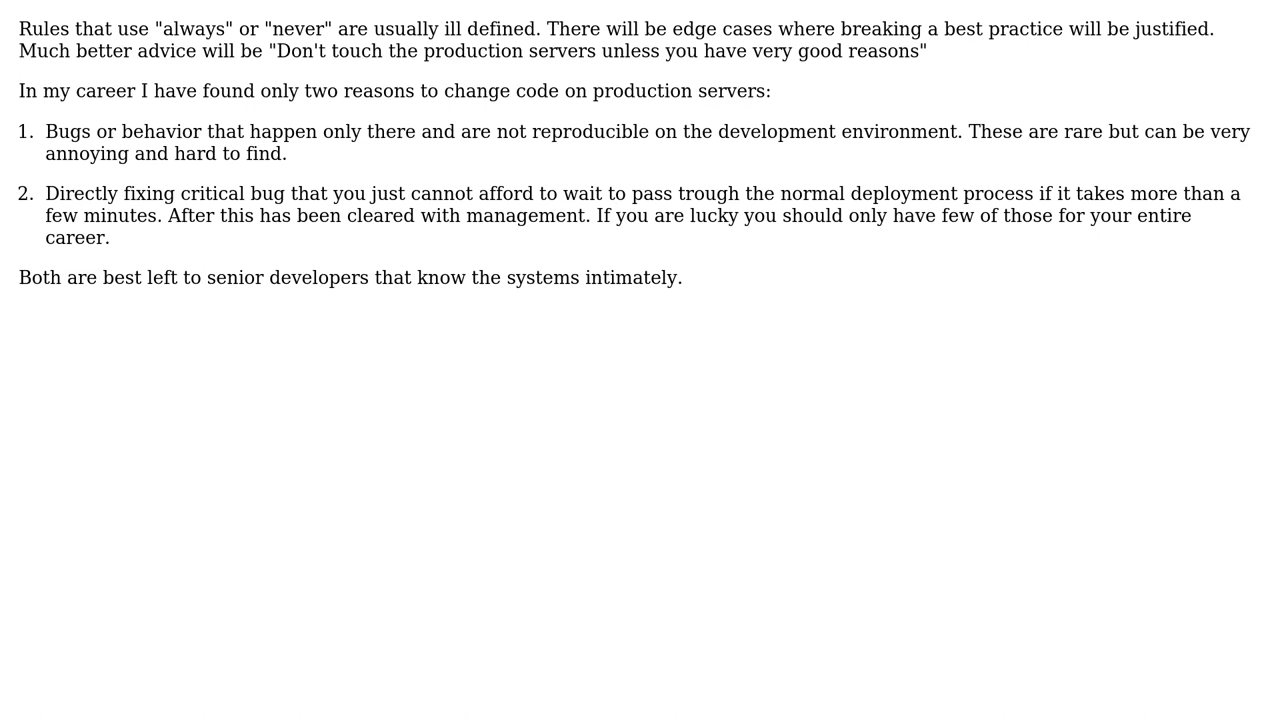 Rules that use "always" or "never" are usually ill defined. There will be edge cases where breaking a best practice will be justified.
Much better advice will be "Don't touch the production servers unless you have very good reasons"
In my career I have found only two reasons to change code on production servers:
1. Bugs or behavior that happen only there and are not reproducible on the development environment. These are rare but can be very
annoying and hard to find.
2. Directly fixing critical bug that you just cannot afford to wait to pass trough the normal deployment process if it takes more than a
few minutes. After this has been cleared with management. If you are lucky you should only have few of those for your entire
career.
Both are best left to senior developers that know the systems intimately.